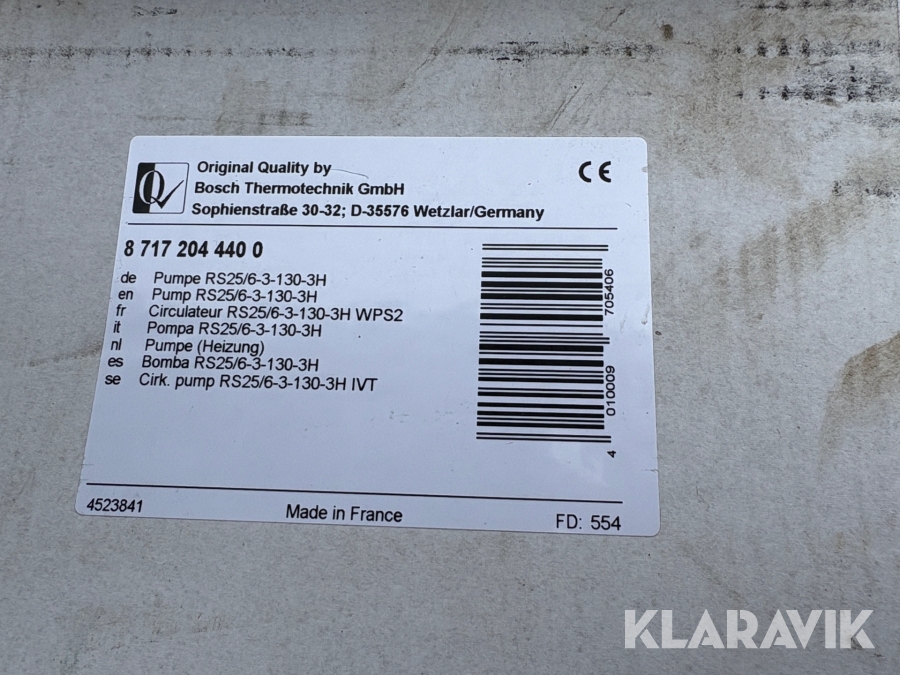 Original Quality by
Bosch Thermotechnik GmbH
Sophienstraße 30-32; D-35576 Wetzlar/Germany
CE
8 717 204 440 0
de Pumpe RS25/6-3-130-3H
en Pump RS25/6-3-130-3H
fr Circulateur RS25/6-3-130-3H WPS2
it Pompa RS25/6-3-130-3H
nl Pumpe (Heizung)
es Bomba RS25/6-3-130-3H
se Cirk. pump RS25/6-3-130-3H IVT
4 010009 705406
4523841
Made in France
FD: 554
KLARAVIK